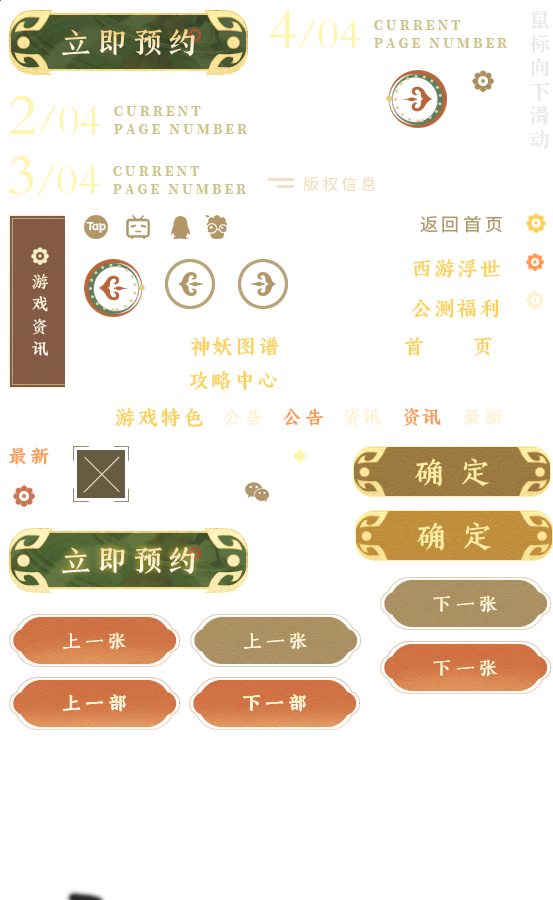 立即预约
4/04 CURRENT PAGE NUMBER
鼠标向下滑动
2/04 CURRENT PAGE NUMBER
3/04 CURRENT PAGE NUMBER
版权信息
游戏资讯
Tap
返回首页
西游浮世
公测福利
神妖图谱
首 页
攻略中心
游戏特色 公告 公告 资讯 资讯 最新
最新
确 定
确 定
立即预约
下一张
上一张
上一张
下一张
上一部
下一部